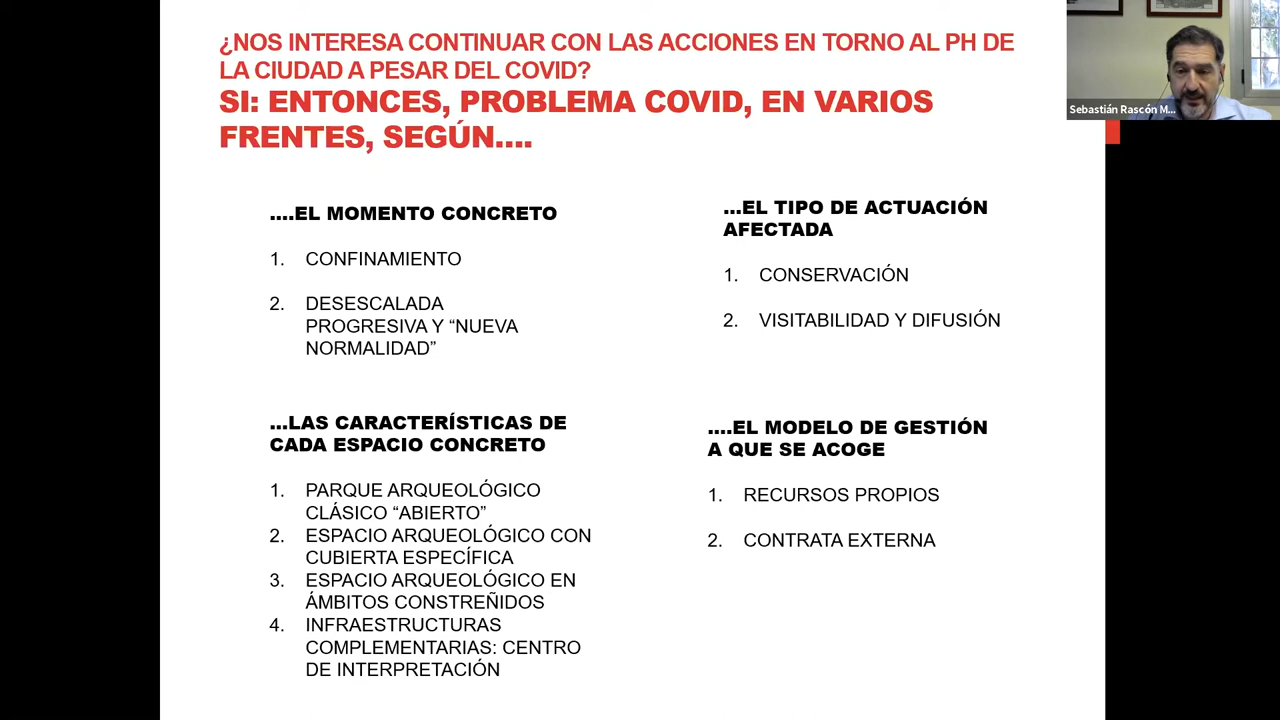 ¿NOS INTERESA CONTINUAR CON LAS ACCIONES EN TORNO AL PH DE
LA CIUDAD A PESAR DEL COVID?
SI: ENTONCES, PROBLEMA COVID, EN VARIOS
FRENTES, SEGÚN....
....EL MOMENTO CONCRETO
1. CONFINAMIENTO
2. DESESCALADA
PROGRESIVA Y “NUEVA
NORMALIDAD”
...EL TIPO DE ACTUACIÓN
AFECTADA
1. CONSERVACIÓN
2. VISITABILIDAD Y DIFUSIÓN
...LAS CARACTERÍSTICAS DE
CADA ESPACIO CONCRETO
1. PARQUE ARQUEOLÓGICO
CLÁSICO “ABIERTO”
2. ESPACIO ARQUEOLÓGICO CON
CUBIERTA ESPECÍFICA
3. ESPACIO ARQUEOLÓGICO EN
ÁMBITOS CONSTREÑIDOS
4. INFRAESTRUCTURAS
COMPLEMENTARIAS: CENTRO
DE INTERPRETACIÓN
....EL MODELO DE GESTIÓN
A QUE SE ACOGE
1. RECURSOS PROPIOS
2. CONTRATA EXTERNA
Sebastián Rascón M...